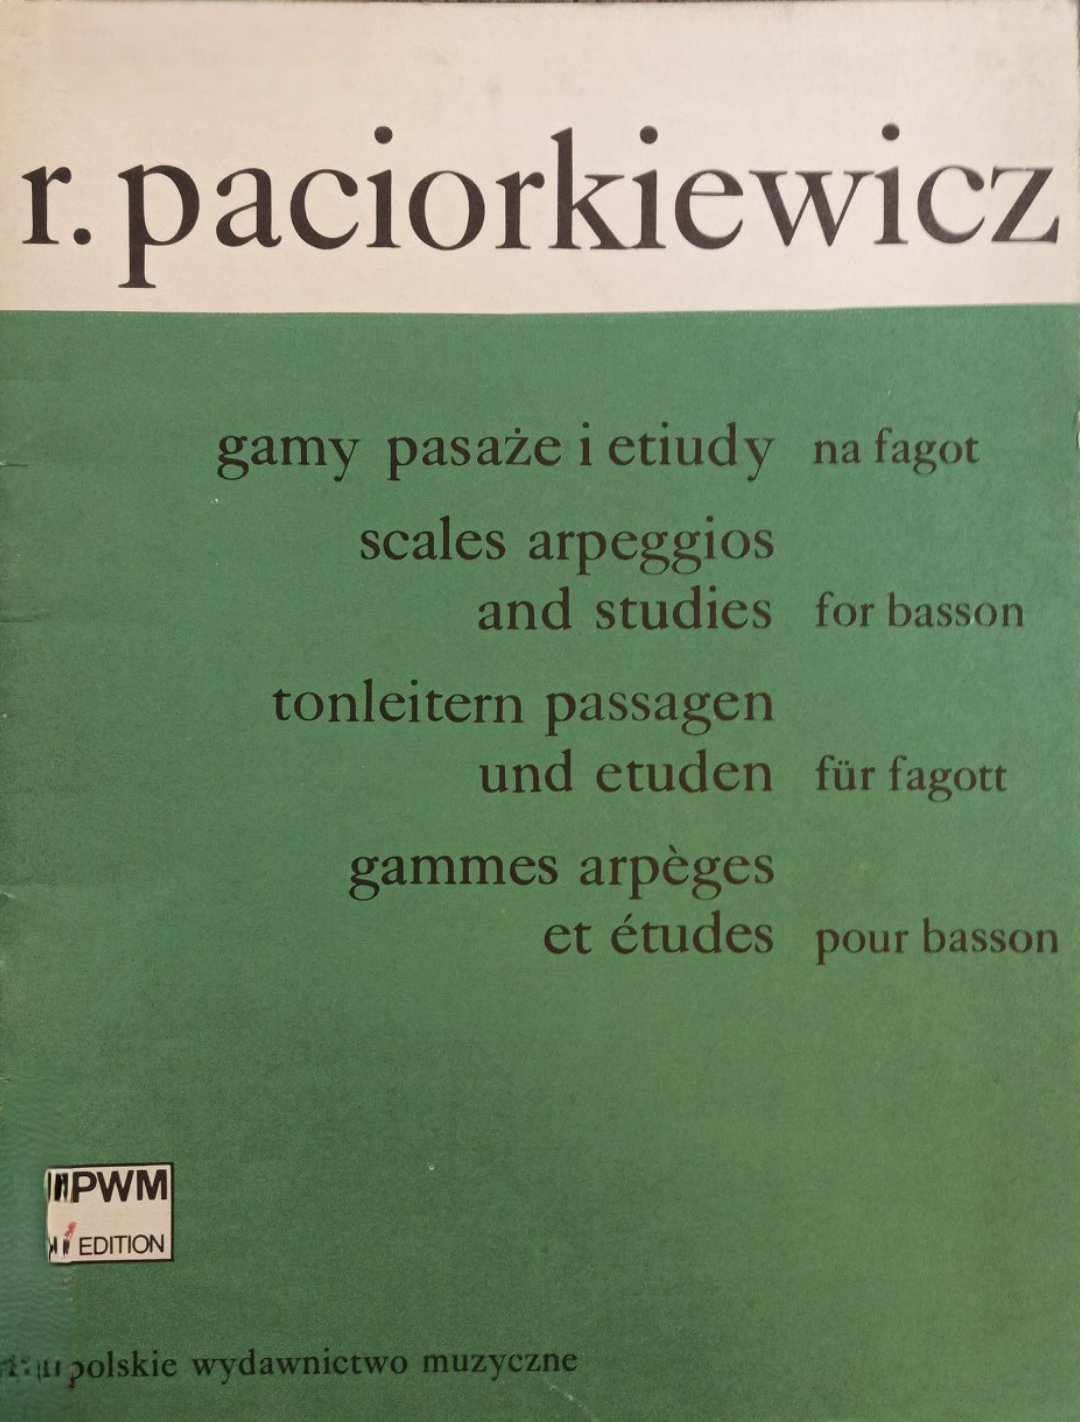 r. paciorkiewicz
gamy pasaże i etiudy na fagot
scales arpeggios
and studies for basson
tonleitern passagen
und etuden für fagott
gammes arpèges
et études pour basson
PWM
EDITION
polskie wydawnictwo muzyczne